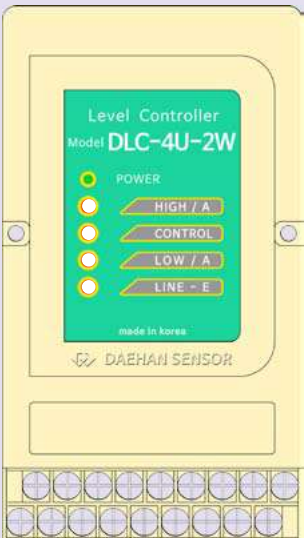 Level Controller
Model DLC-4U-2W
POWER
HIGH / A
CONTROL
LOW / A
LINE - E
made in korea
DAEHAN SENSOR